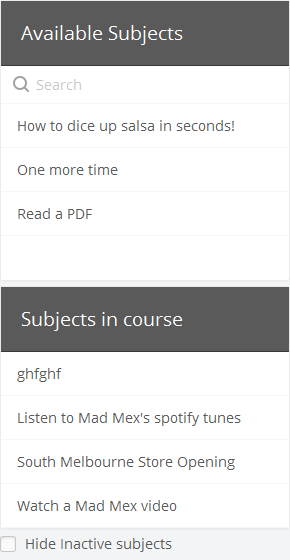 Available Subjects
Search
How to dice up salsa in seconds!
One more time
Read a PDF
Subjects in course
ghfghf
Listen to Mad Mex's spotify tunes
South Melbourne Store Opening
Watch a Mad Mex video
Hide Inactive subjects